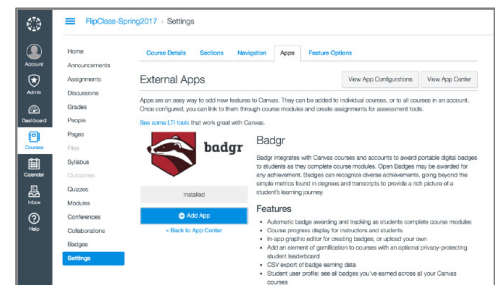 FlipClass-Spring2017 › Settings
Account
Admin
Dashboard
Courses
Calendar
Inbox
Help
Home
Announcements
Assignments
Discussions
Grades
People
Pages
Files
Syllabus
Outcomes
Quizzes
Modules
Conferences
Collaborations
Badges
Settings
Course Details Sections Navigation Apps Feature Options
External Apps
View App Configurations View App Center
Apps are an easy way to add new features to Canvas. They can be added to individual courses, or to all courses in an account.
Once configured, you can link to them through course modules and create assignments for assessment tools.
See some LTI tools that work great with Canvas.
badgr
Installed
Add App
< Back to App Center
Badgr
Badgr integrates with Canvas courses and accounts to award portable digital badges
to students as they complete course modules. Open Badges may be awarded for
any achievement. Badges can recognize diverse achievements, going beyond the
simple metrics found in degrees and transcripts to provide a rich picture of a
student's learning journey.
Features
• Automatic badge awarding and tracking as students complete course modules
• Course progress display for instructors and students
• In-app graphic editor for creating badges, or upload your own
• Add an element of gamification to courses with an optional privacy-protecting
student leaderboard
• CSV export of badge earning data
• Student user profile: see all badges you've earned across all your Canvas
courses